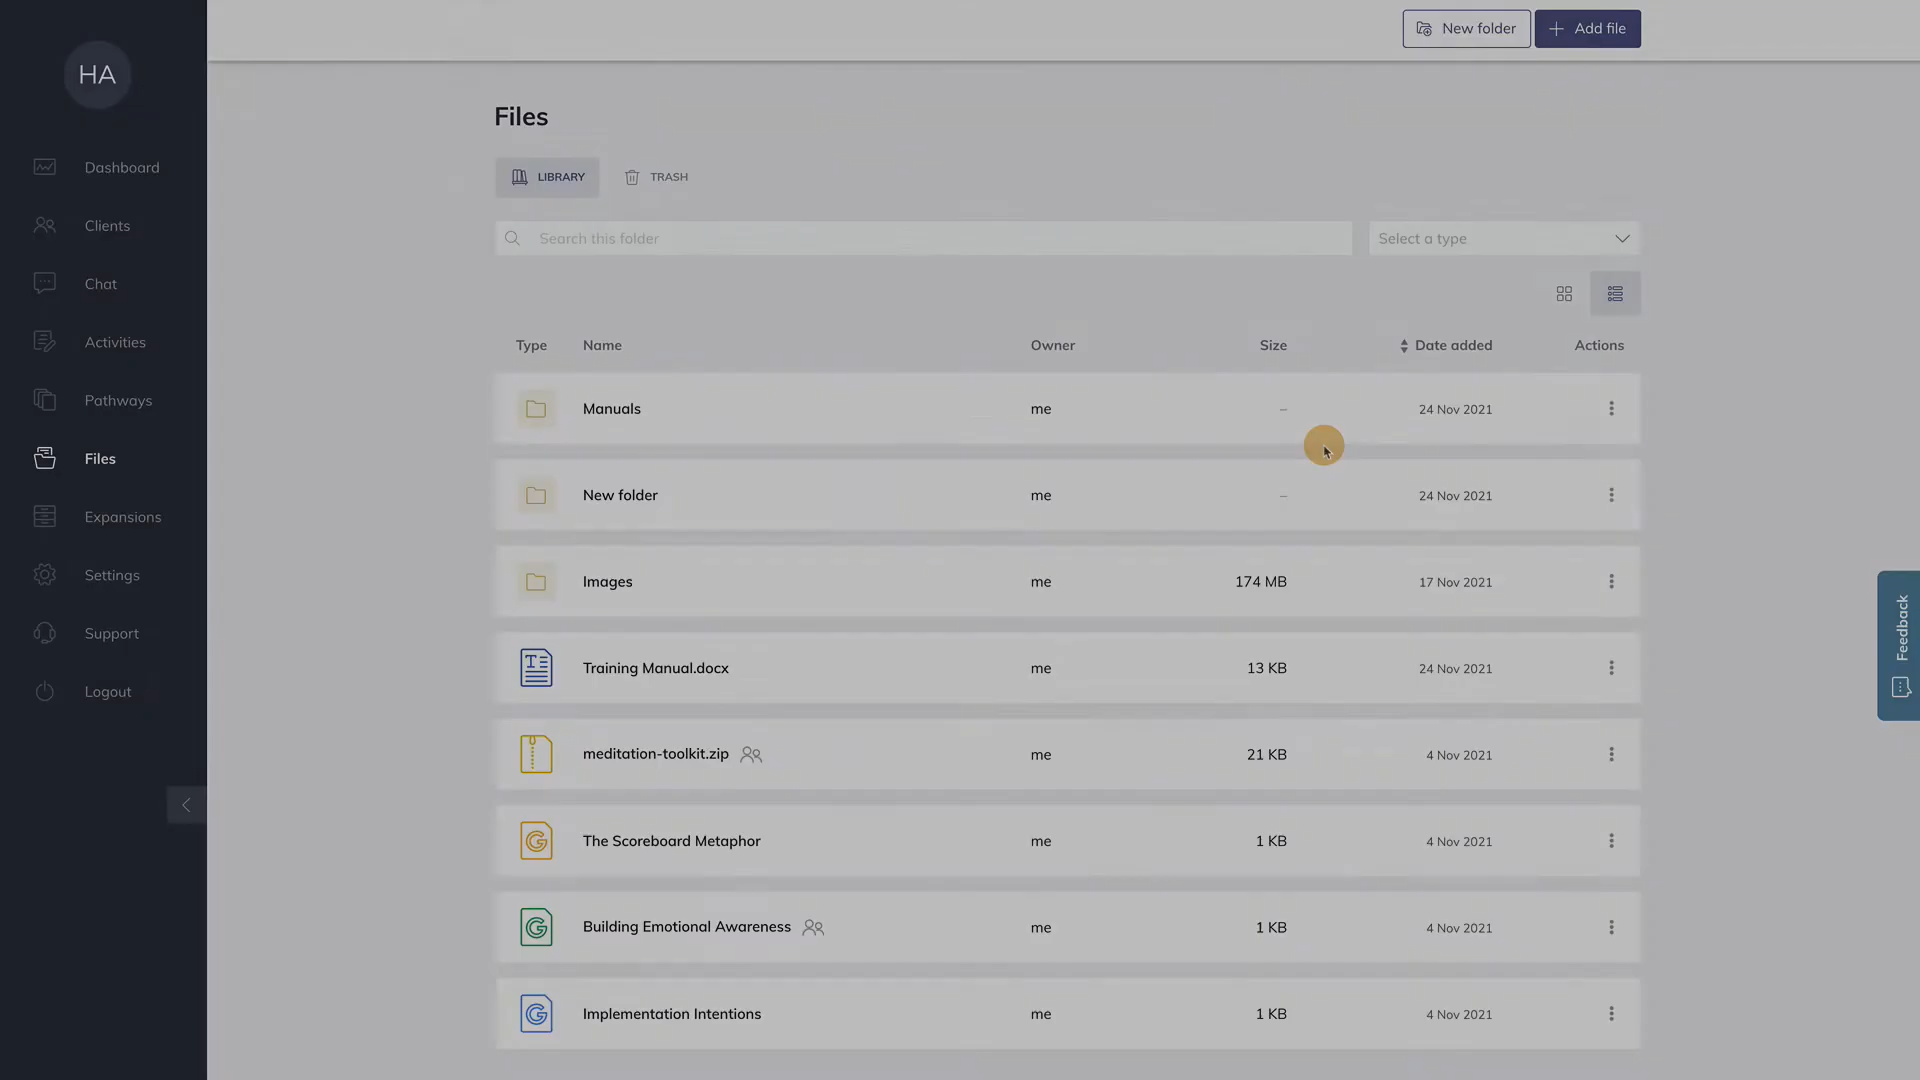 HA
Dashboard
Clients
Chat
Activities
Pathways
Files
Expansions
Settings
Support
Logout
New folder
Add file
Files
LIBRARY
TRASH
Search this folder
Select a type
Type Name Owner Size Date added Actions
Manuals me – 24 Nov 2021
New folder me – 24 Nov 2021
Images me 174 MB 17 Nov 2021
Training Manual.docx me 13 KB 24 Nov 2021
meditation-toolkit.zip me 21 KB 4 Nov 2021
The Scoreboard Metaphor me 1 KB 4 Nov 2021
Building Emotional Awareness me 1 KB 4 Nov 2021
Implementation Intentions me 1 KB 4 Nov 2021
Feedback